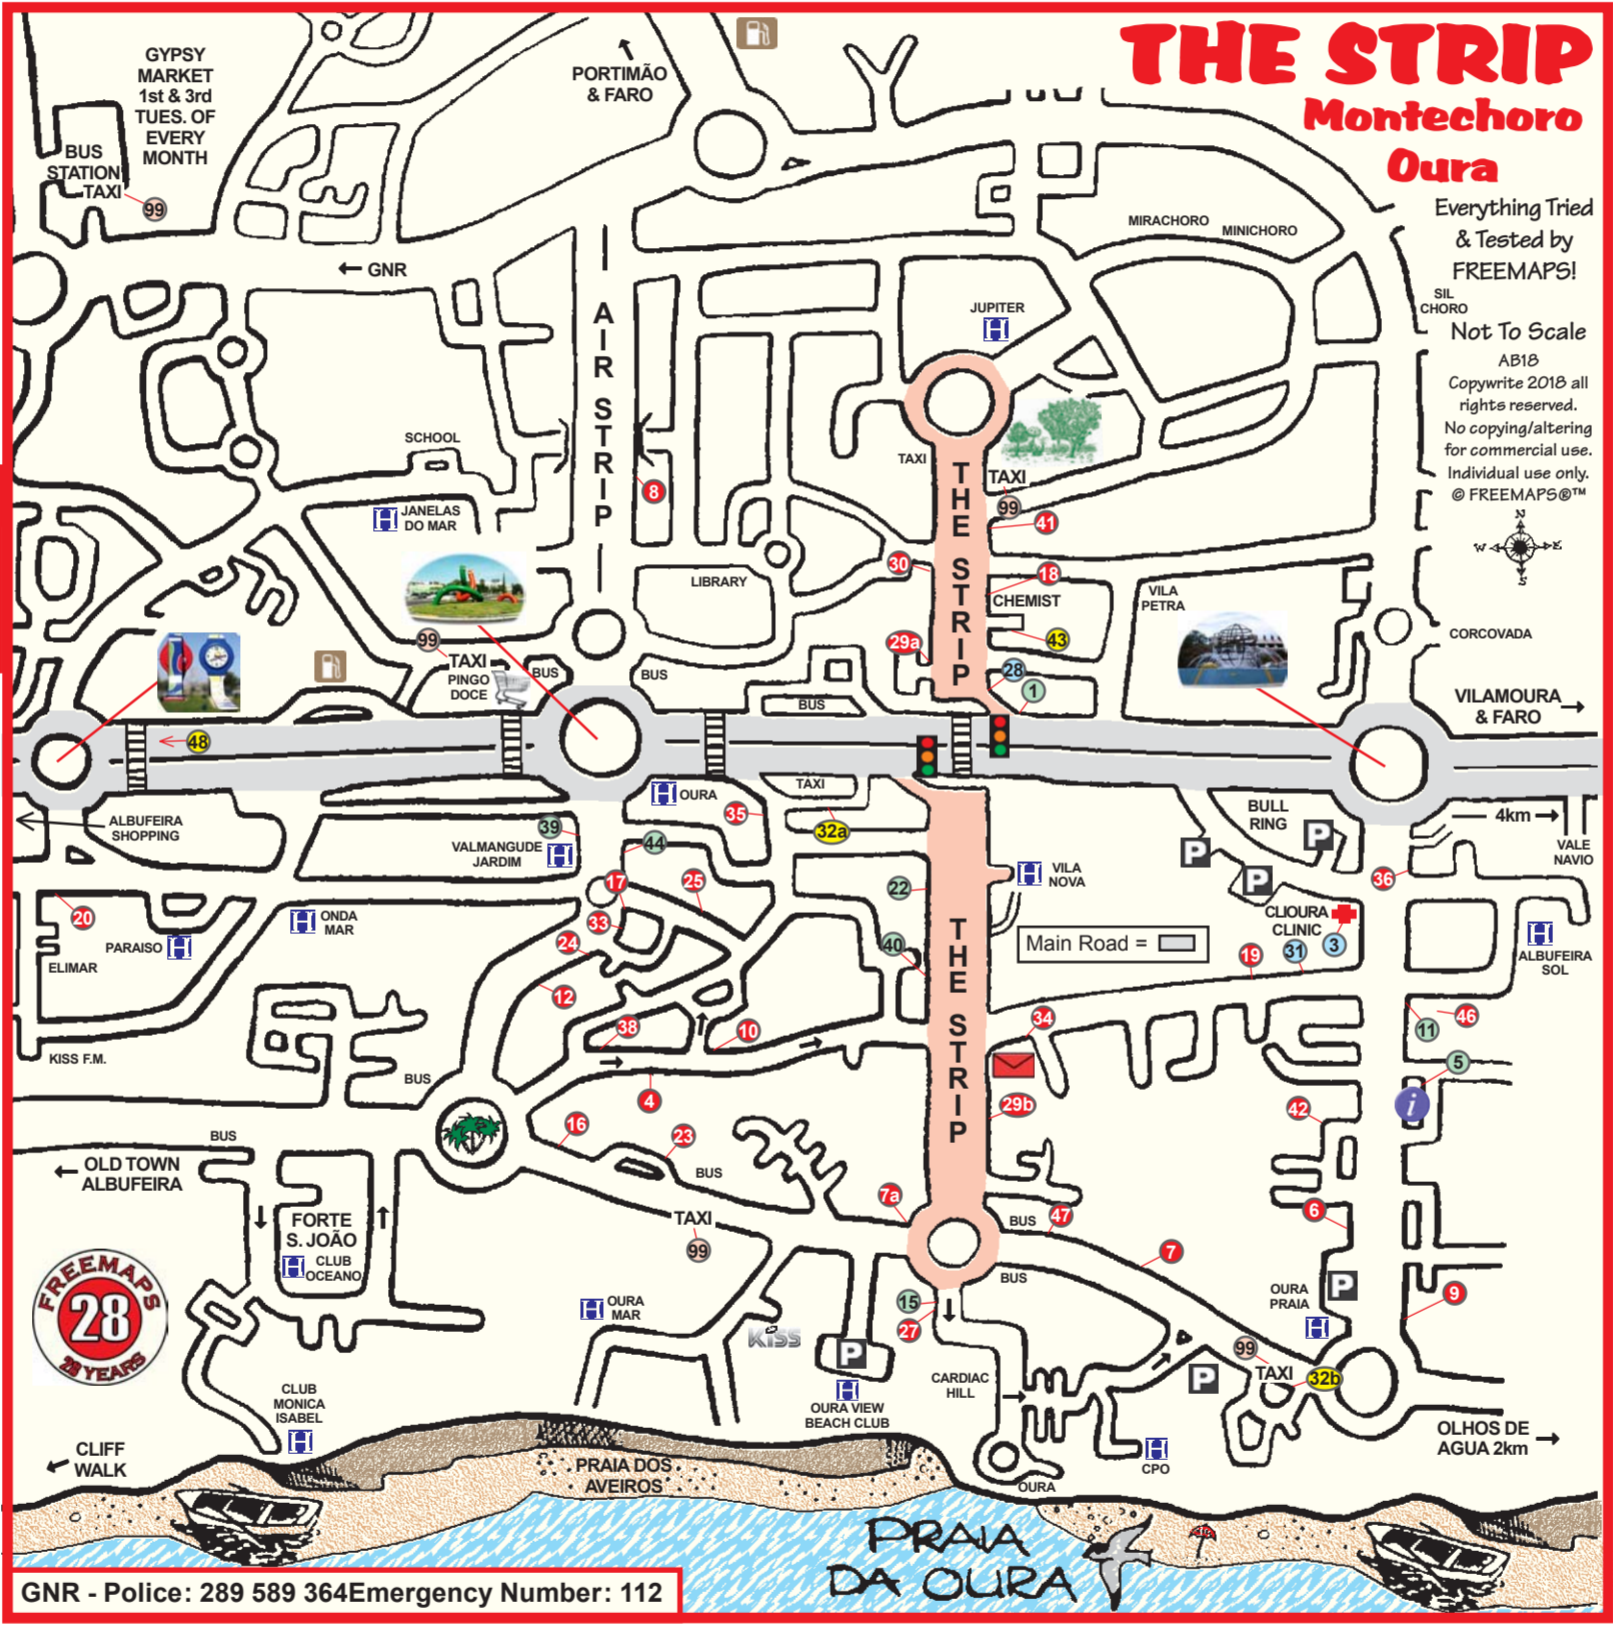 THE STRIP
Montechoro
Oura
Everything Tried
& Tested by
FREEMAPS!
Not To Scale
AB18
Copywrite 2018 all
rights reserved.
No copying/altering
for commercial use.
Individual use only.
© FREEMAPS®™
N
W
E
S
GYPSY
MARKET
1st & 3rd
TUES. OF
EVERY
MONTH
BUS
STATION
TAXI
99
PORTIMÃO
& FARO
← GNR
MIRACHORO
MINICHORO
SIL
CHORO
JUPITER
H
AIR STRIP
SCHOOL
8
H JANELAS
DO MAR
TAXI
THE STRIP
TAXI
99
41
30
18
CHEMIST
LIBRARY
VILA
PETRA
43
29a
28
1
CORCOVADA
99
TAXI
PINGO
DOCE
BUS
BUS
BUS
VILAMOURA
& FARO →
48
ALBUFEIRA
SHOPPING
H OURA
35
TAXI
32a
BULL
RING
P
P
P
4km →
VALE
NAVIO
39
VALMANGUDE
JARDIM H
44
17
25
22
H VILA
NOVA
36
20
PARAISO H
ELIMAR
H ONDA
MAR
33
24
40
THE STRIP
Main Road =
CLIOURA
CLINIC
3
19
31
H
ALBUFEIRA
SOL
12
38
10
34
11
46
KISS F.M.
BUS
4
5
i
16
23
29b
42
BUS
← OLD TOWN
ALBUFEIRA
BUS
7a
BUS
47
6
FORTE
S. JOÃO
H CLUB
OCEANO
TAXI
99
7
BUS
FREEMAPS
28
28 YEARS
H OURA
MAR
KISS
15
27
OURA
PRAIA
H
P
9
P
H
OURA VIEW
BEACH CLUB
CARDIAC
HILL
P
99
TAXI
32b
CLUB
MONICA
ISABEL
H
CLIFF
WALK
PRAIA DOS
AVEIROS
OURA
H
CPO
OLHOS DE
AGUA 2km →
PRAIA
DA OURA
GNR - Police: 289 589 364Emergency Number: 112